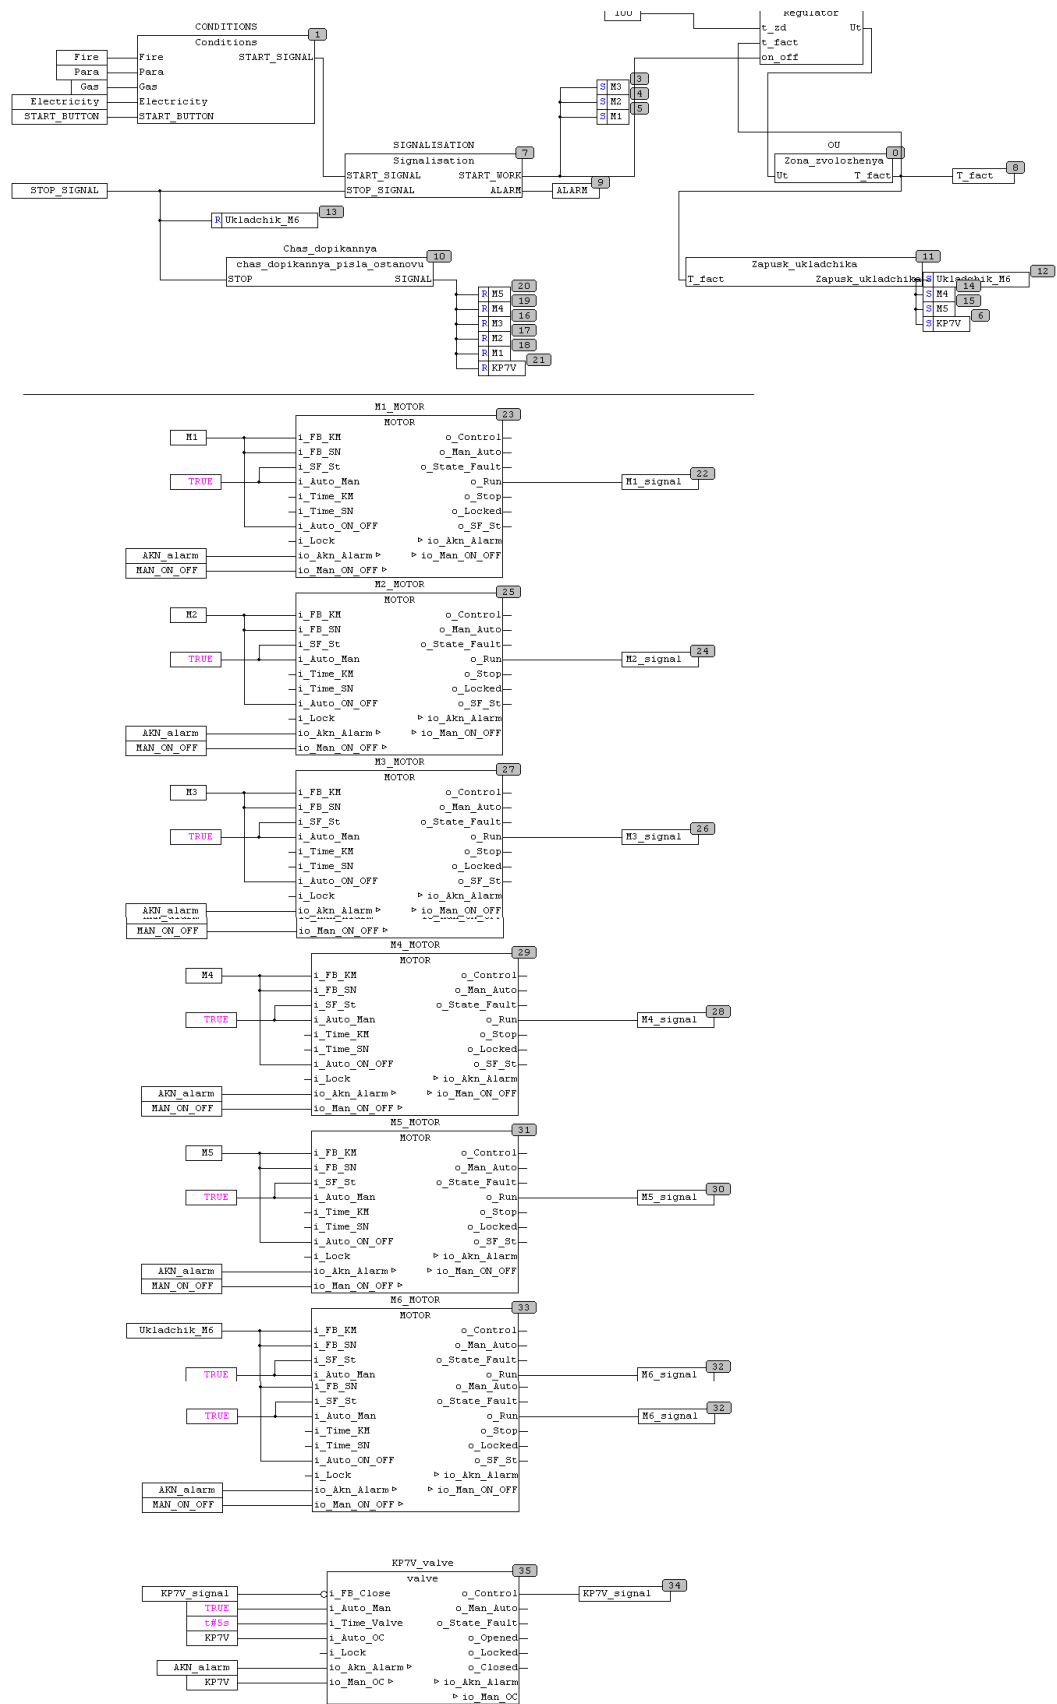 CONDITIONS
1
Conditions
Fire Fire START_SIGNAL
Para Para
Gas Gas
Electricity Electricity
START_BUTTON START_BUTTON
100
Regulator
t_zd Ut
t_fact
on_off
3
S M3
4
S M2
5
S M1
SIGNALISATION
7
Signalisation
START_SIGNAL START_WORK
STOP_SIGNAL STOP_SIGNAL ALARM
9
ALARM
OU
0
Zona_zvolozhenya
Ut T_fact
8
T_fact
13
R Ukladchik_M6
Chas_dopikannya
10
chas_dopikannya_pisla_ostanovu
STOP SIGNAL
20
R M5
19
R M4
16
R M3
17
R M2
18
R M1
21
R KP7V
11
Zapusk_ukladchika
T_fact Zapusk_ukladchika
12
S Ukladchik_M6
14
S M4
15
S M5
6
S KP7V
M1_MOTOR
23
MOTOR
M1 i_FB_KM o_Control
i_FB_SN o_Man_Auto
i_SF_St o_State_Fault
22
TRUE i_Auto_Man o_Run M1_signal
i_Time_KM o_Stop
i_Time_SN o_Locked
i_Auto_ON_OFF o_SF_St
i_Lock io_Akn_Alarm
AKN_alarm io_Akn_Alarm io_Man_ON_OFF
MAN_ON_OFF io_Man_ON_OFF
M2_MOTOR
25
MOTOR
M2 i_FB_KM o_Control
i_FB_SN o_Man_Auto
i_SF_St o_State_Fault
24
TRUE i_Auto_Man o_Run M2_signal
i_Time_KM o_Stop
i_Time_SN o_Locked
i_Auto_ON_OFF o_SF_St
i_Lock io_Akn_Alarm
AKN_alarm io_Akn_Alarm io_Man_ON_OFF
MAN_ON_OFF io_Man_ON_OFF
M3_MOTOR
27
MOTOR
M3 i_FB_KM o_Control
i_FB_SN o_Man_Auto
i_SF_St o_State_Fault
26
TRUE i_Auto_Man o_Run M3_signal
i_Time_KM o_Stop
i_Time_SN o_Locked
i_Auto_ON_OFF o_SF_St
i_Lock io_Akn_Alarm
AKN_alarm io_Akn_Alarm io_Man_ON_OFF
MAN_ON_OFF io_Man_ON_OFF
M4_MOTOR
29
MOTOR
M4 i_FB_KM o_Control
i_FB_SN o_Man_Auto
i_SF_St o_State_Fault
28
TRUE i_Auto_Man o_Run M4_signal
i_Time_KM o_Stop
i_Time_SN o_Locked
i_Auto_ON_OFF o_SF_St
i_Lock io_Akn_Alarm
AKN_alarm io_Akn_Alarm io_Man_ON_OFF
MAN_ON_OFF io_Man_ON_OFF
M5_MOTOR
31
MOTOR
M5 i_FB_KM o_Control
i_FB_SN o_Man_Auto
i_SF_St o_State_Fault
30
TRUE i_Auto_Man o_Run M5_signal
i_Time_KM o_Stop
i_Time_SN o_Locked
i_Auto_ON_OFF o_SF_St
i_Lock io_Akn_Alarm
AKN_alarm io_Akn_Alarm io_Man_ON_OFF
MAN_ON_OFF io_Man_ON_OFF
M6_MOTOR
33
MOTOR
Ukladchik_M6 i_FB_KM o_Control
i_FB_SN o_Man_Auto
i_SF_St o_State_Fault
32
TRUE i_Auto_Man o_Run M6_signal
i_FB_SN o_Man_Auto
i_SF_St o_State_Fault
32
TRUE i_Auto_Man o_Run M6_signal
i_Time_KM o_Stop
i_Time_SN o_Locked
i_Auto_ON_OFF o_SF_St
i_Lock io_Akn_Alarm
AKN_alarm io_Akn_Alarm io_Man_ON_OFF
MAN_ON_OFF io_Man_ON_OFF
KP7V_valve
35
valve
34
KP7V_signal i_FB_Close o_Control KP7V_signal
TRUE i_Auto_Man o_Man_Auto
t#5s i_Time_Valve o_State_Fault
KP7V i_Auto_OC o_Opened
i_Lock o_Locked
AKN_alarm io_Akn_Alarm o_Closed
KP7V io_Man_OC io_Akn_Alarm
io_Man_OC